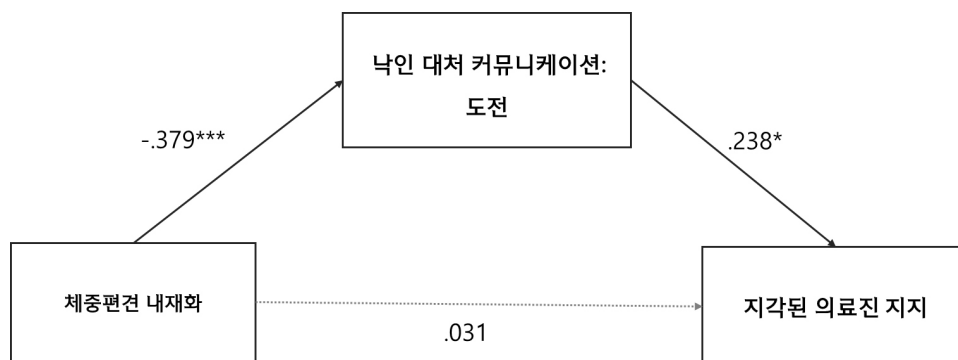 낙인 대처 커뮤니케이션:
도전
-.379***
.238*
체중편견 내재화
지각된 의료진 지지
.031